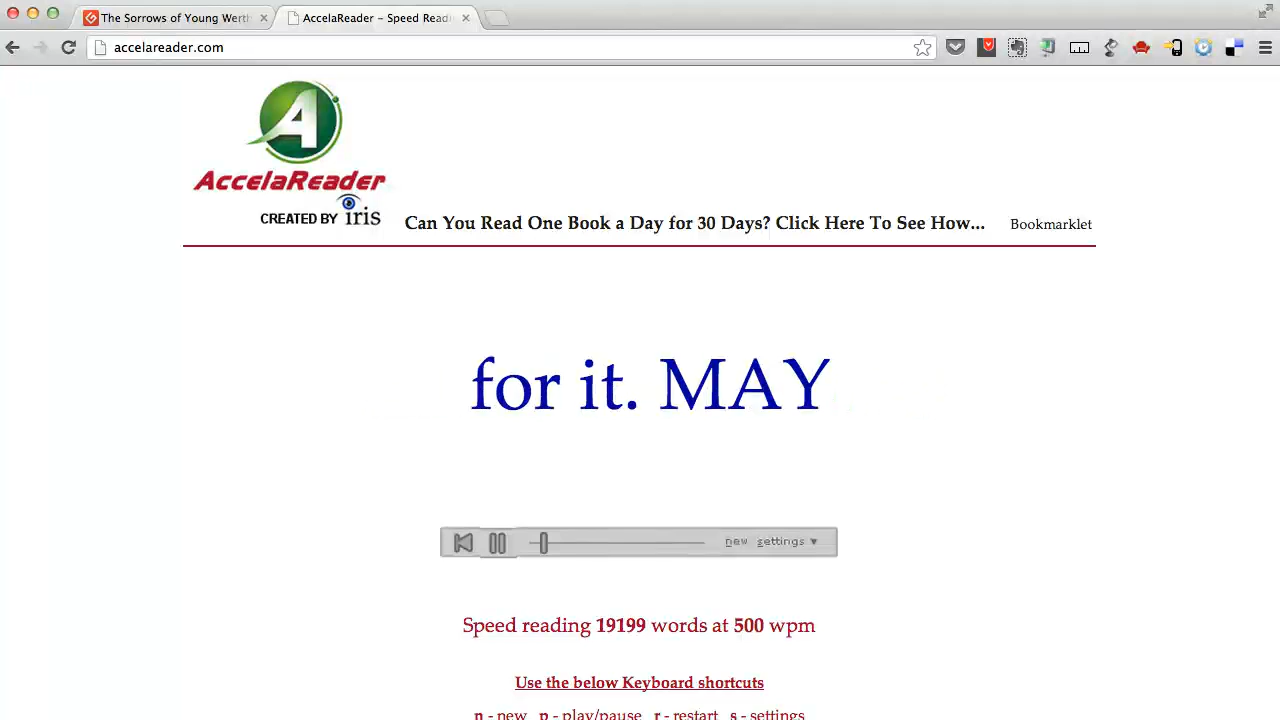 The Sorrows of Young Werth
AccelaReader - Speed Read
accelareader.com
A
AccelaReader
CREATED BY iris
Can You Read One Book a Day for 30 Days? Click Here To See How...
Bookmarklet
for it. MAY
new settings ▼
Speed reading 19199 words at 500 wpm
Use the below Keyboard shortcuts
n - new p - play/pause r - restart s - settings